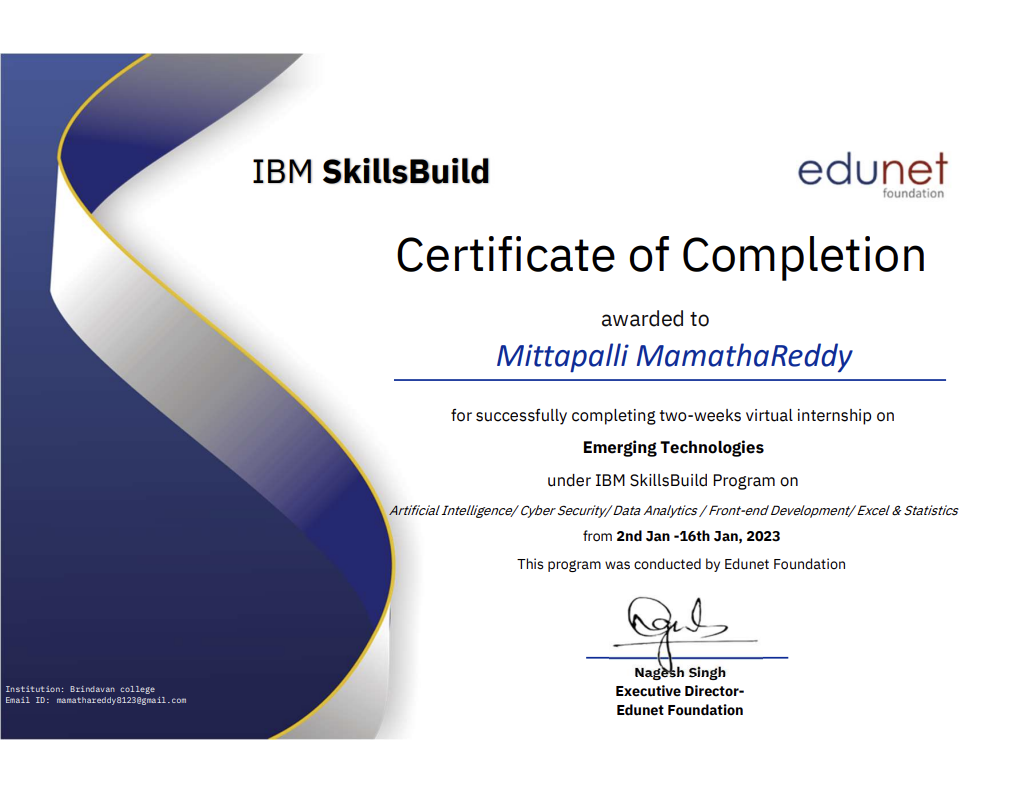 IBM SkillsBuild
edunet
foundation
Certificate of Completion
awarded to
Mittapalli MamathaReddy
for successfully completing two-weeks virtual internship on
Emerging Technologies
under IBM SkillsBuild Program on
Artificial Intelligence/ Cyber Security/ Data Analytics / Front-end Development/ Excel & Statistics
from 2nd Jan -16th Jan, 2023
This program was conducted by Edunet Foundation
Nagesh Singh
Executive Director-
Edunet Foundation
Institution: Brindavan college
Email ID: mamathareddy8123@gmail.com